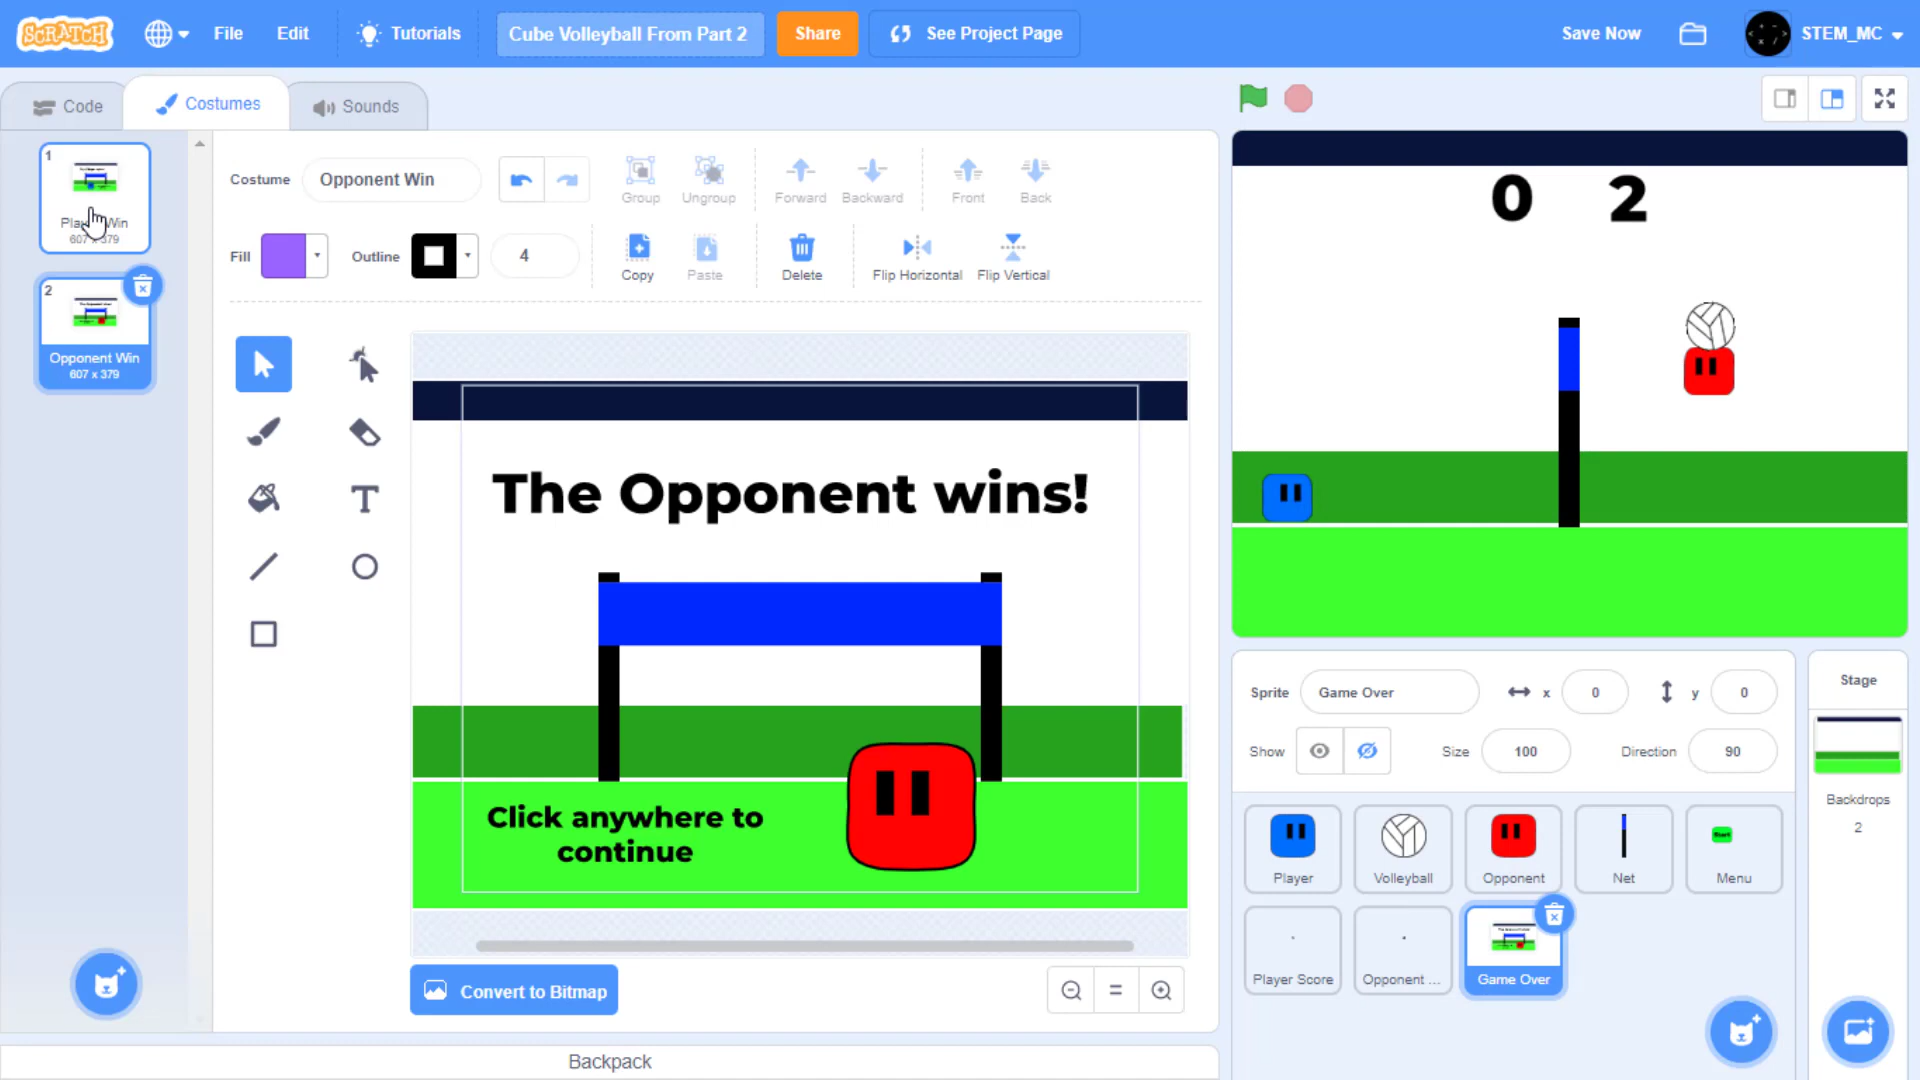 SCRATCH
File
Edit
Tutorials
Cube Volleyball From Part 2
Share
See Project Page
Save Now
STEM_MC
Code
Costumes
Sounds
1
607 x 379
2
Opponent Win
607 x 379
Costume
Opponent Win
Group
Ungroup
Forward
Backward
Front
Back
Fill
Outline
4
Copy
Paste
Delete
Flip Horizontal
Flip Vertical
The Opponent wins!
Click anywhere to
continue
Convert to Bitmap
Backpack
0 2
Sprite
Game Over
x
0
y
0
Show
Size
100
Direction
90
Player
Volleyball
Opponent
Net
Menu
Start
Player Score
Opponent ...
Game Over
Stage
Backdrops
2